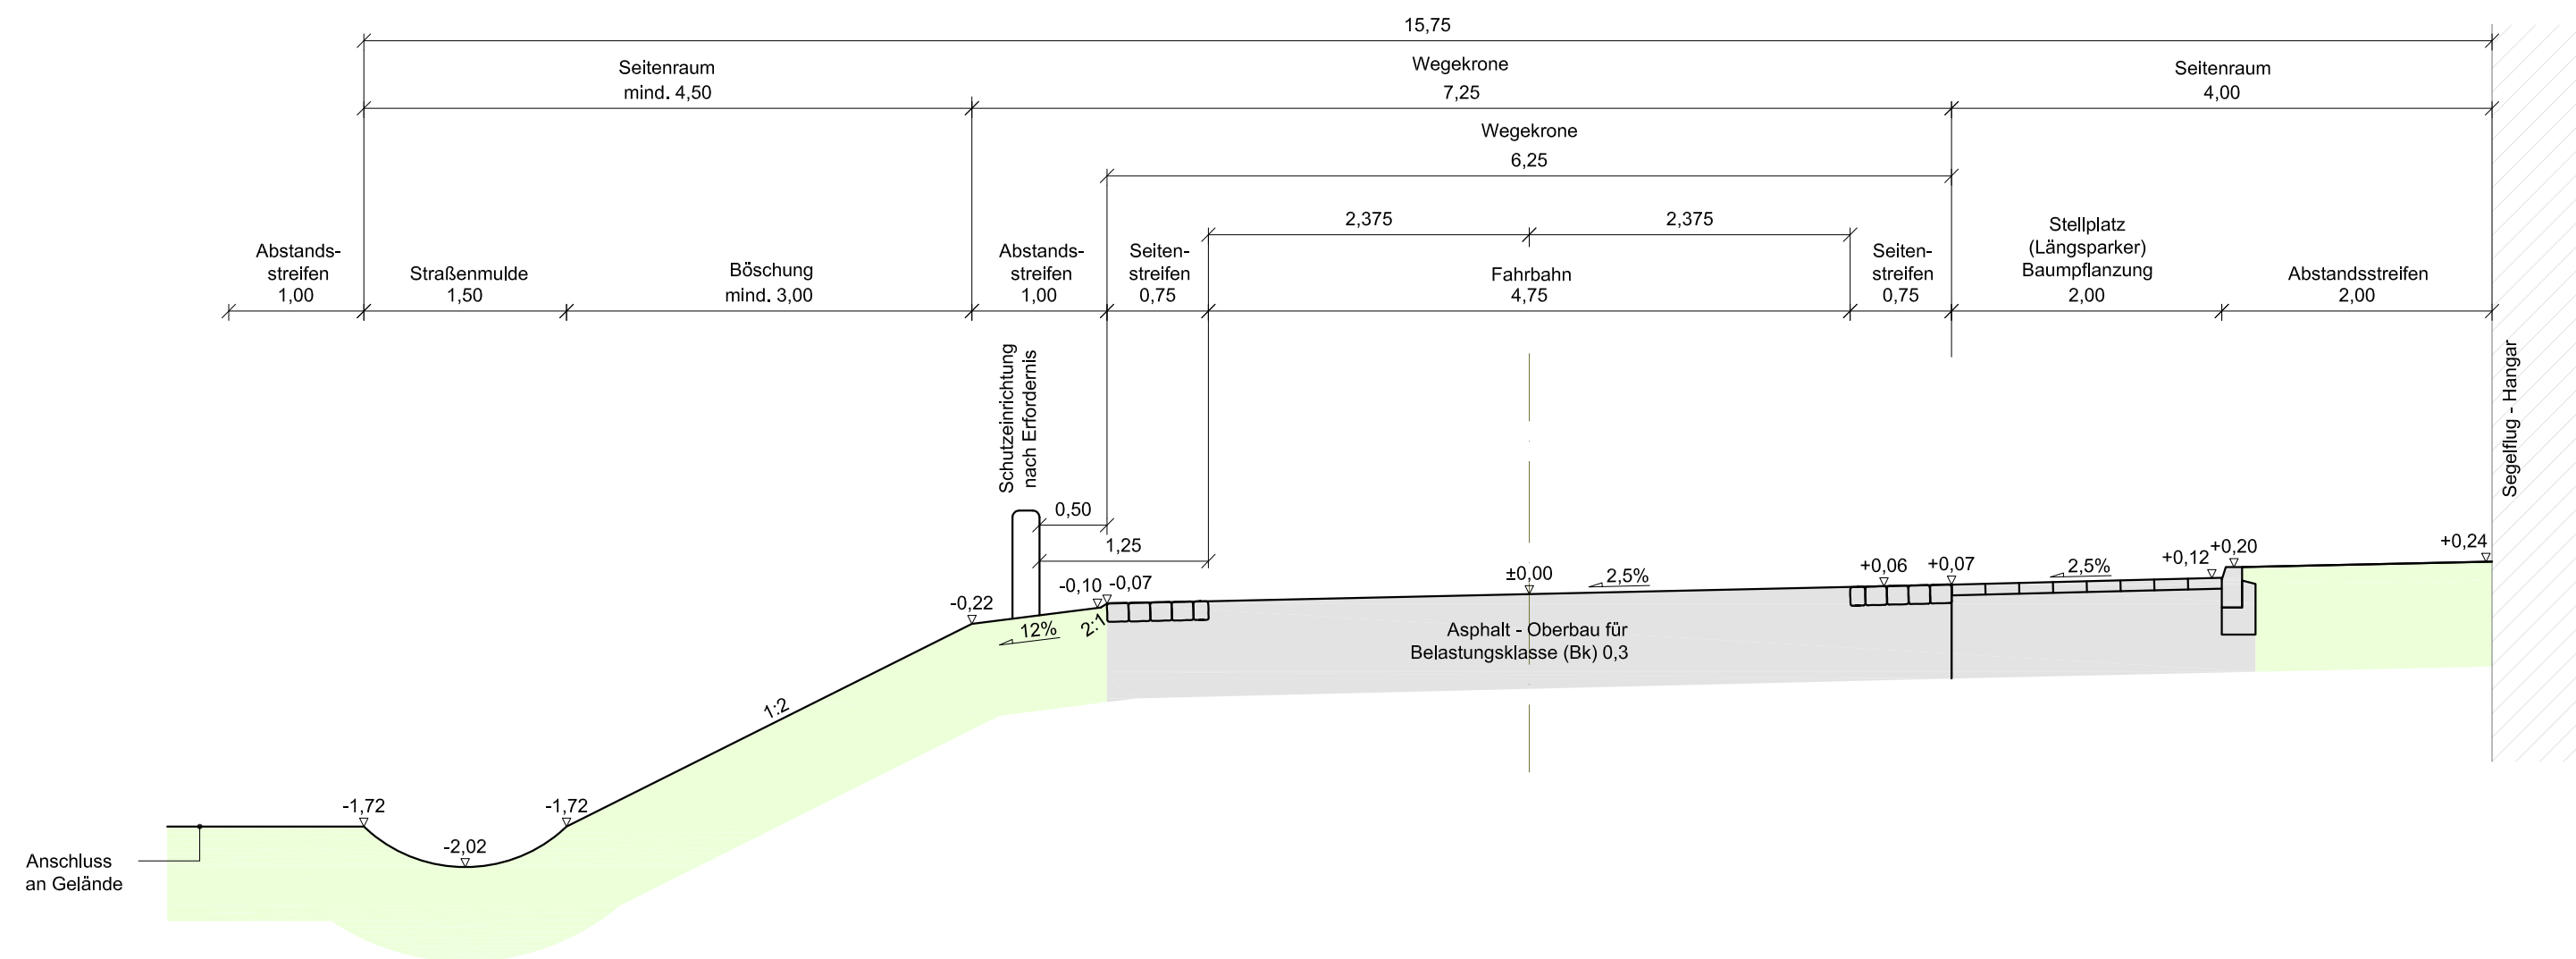 15,75
Seitenraum
mind. 4,50
Wegekrone
7,25
Seitenraum
4,00
Wegekrone
6,25
2,375
2,375
Abstands-
streifen
1,00
Straßenmulde
1,50
Böschung
mind. 3,00
Abstands-
streifen
1,00
Seiten-
streifen
0,75
Fahrbahn
4,75
Seiten-
streifen
0,75
Stellplatz
(Längsparker)
Baumpflanzung
2,00
Abstandsstreifen
2,00
Schutzeinrichtung
nach Erfordernis
Segelflug - Hangar
0,50
1,25
-1,72
-2,02
-1,72
1:2
-0,22
12%
-0,10
2:1
-0,07
±0,00
2,5%
+0,06
+0,07
2,5%
+0,12
+0,20
+0,24
Asphalt - Oberbau für
Belastungsklasse (Bk) 0,3
Anschluss
an Gelände